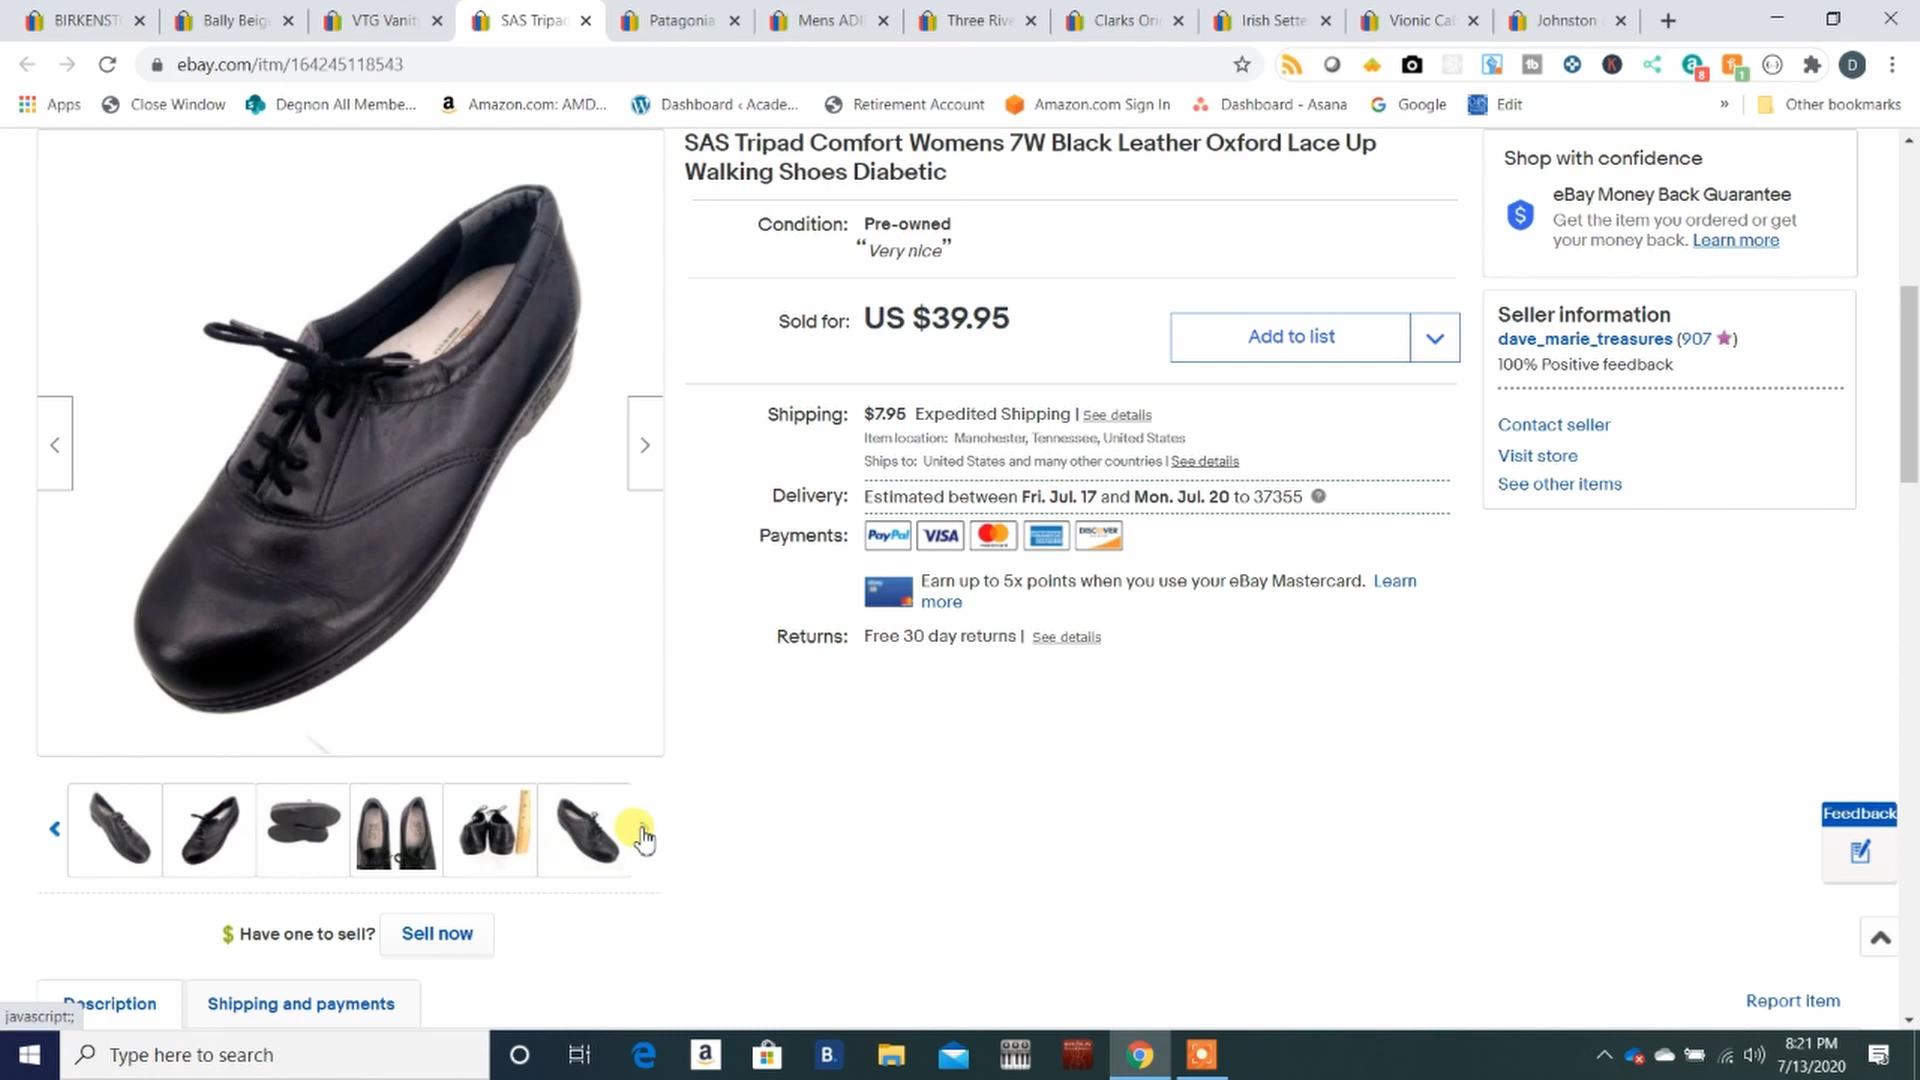 BIRKENST
Bally Beig
VTG Vanit
SAS Tripad
Patagonia
Mens ADI
Three Rive
Clarks Ori
Irish Sette
Vionic Cal
Johnston
ebay.com/itm/164245118543
Apps
Close Window
Degnon All Membe...
Amazon.com: AMD...
Dashboard ‹ Acade...
Retirement Account
Amazon.com Sign In
Dashboard - Asana
Google
Edit
»
Other bookmarks
SAS Tripad Comfort Womens 7W Black Leather Oxford Lace Up
Walking Shoes Diabetic
Condition: Pre-owned
“Very nice”
Sold for: US $39.95
Add to list
Shipping: $7.95 Expedited Shipping | See details
Item location: Manchester, Tennessee, United States
Ships to: United States and many other countries | See details
Delivery: Estimated between Fri. Jul. 17 and Mon. Jul. 20 to 37355
Payments: PayPal VISA mastercard DISCOVER
Earn up to 5x points when you use your eBay Mastercard. Learn
more
Returns: Free 30 day returns | See details
Shop with confidence
eBay Money Back Guarantee
Get the item you ordered or get
your money back. Learn more
Seller information
dave_marie_treasures (907 ★)
100% Positive feedback
Contact seller
Visit store
See other items
Feedback
$ Have one to sell? Sell now
Description
Shipping and payments
Report item
javascript:;
Type here to search
8:21 PM
7/13/2020